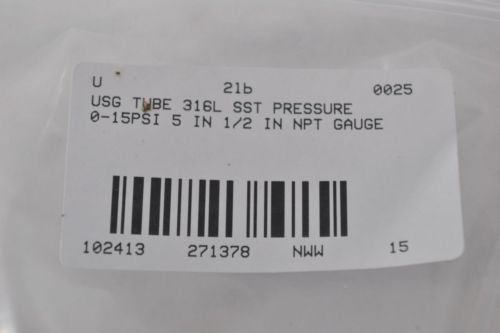 U 2lb 0025
USG TUBE 316L SST PRESSURE
0-15PSI 5 IN 1/2 IN NPT GAUGE
102413 271378 NWW 15